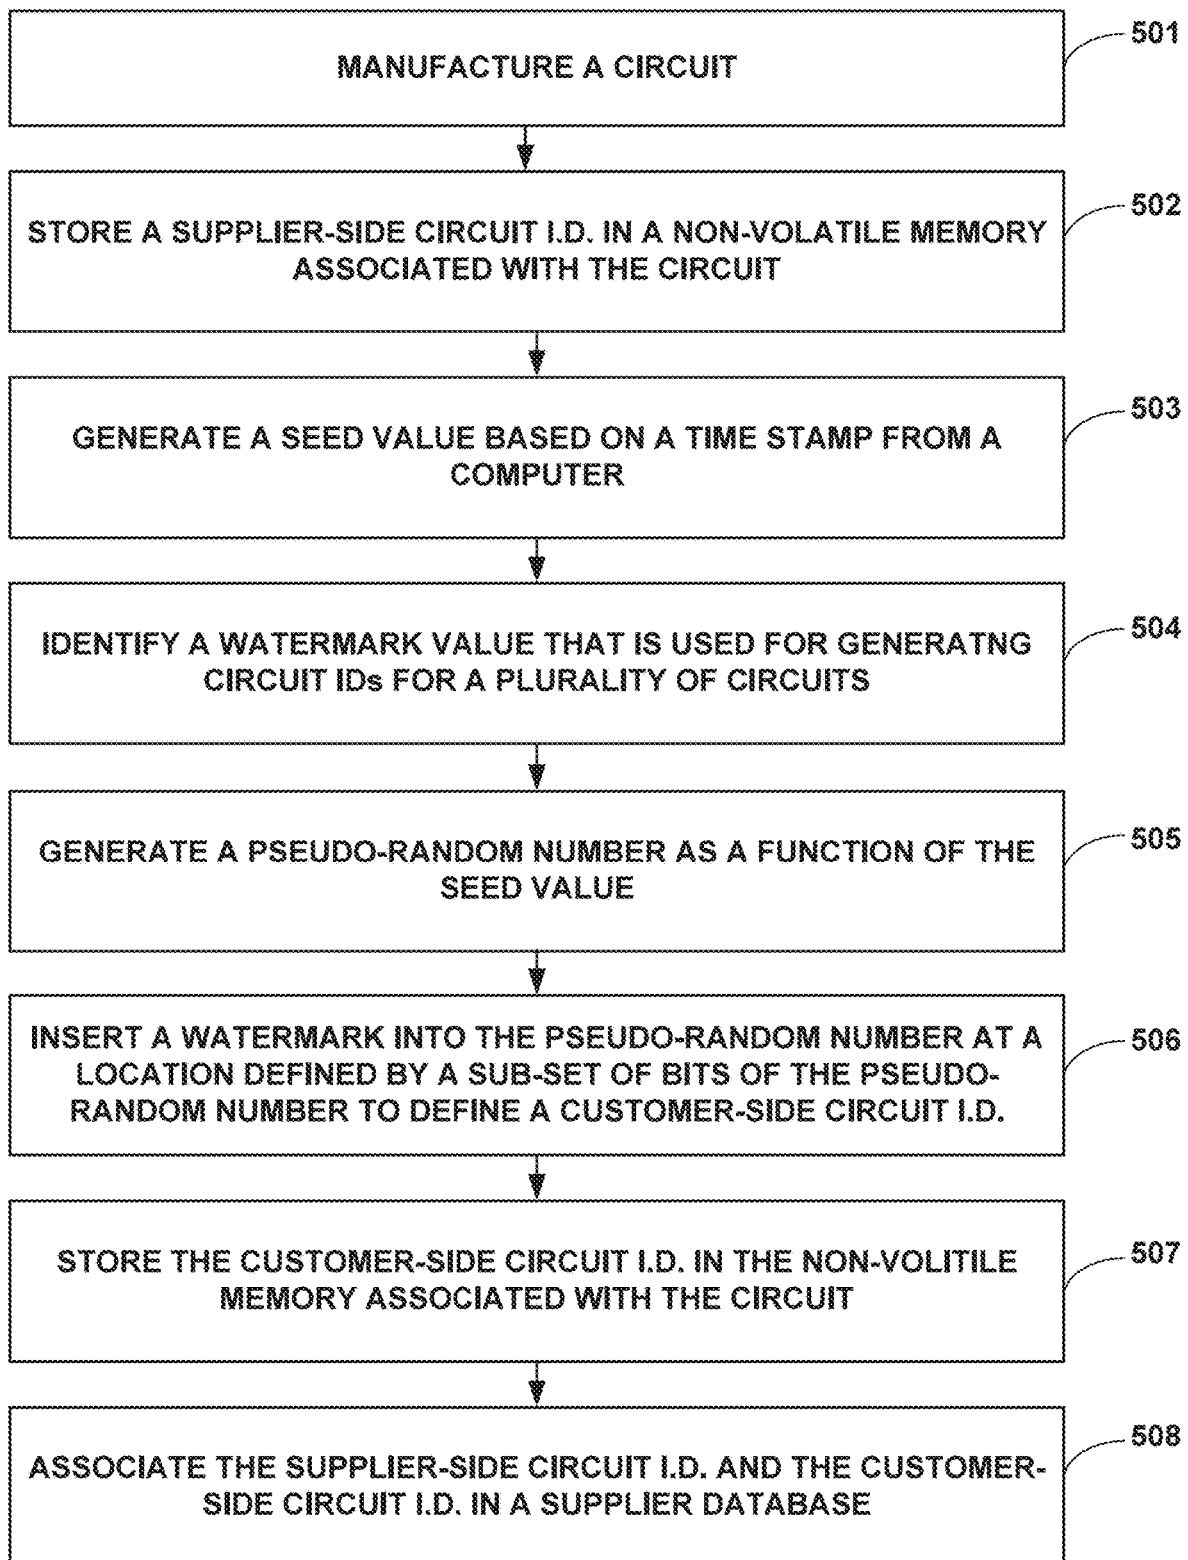 501
MANUFACTURE A CIRCUIT
502
STORE A SUPPLIER-SIDE CIRCUIT I.D. IN A NON-VOLATILE MEMORY
ASSOCIATED WITH THE CIRCUIT
503
GENERATE A SEED VALUE BASED ON A TIME STAMP FROM A
COMPUTER
504
IDENTIFY A WATERMARK VALUE THAT IS USED FOR GENERATNG
CIRCUIT IDs FOR A PLURALITY OF CIRCUITS
505
GENERATE A PSEUDO-RANDOM NUMBER AS A FUNCTION OF THE
SEED VALUE
506
INSERT A WATERMARK INTO THE PSEUDO-RANDOM NUMBER AT A
LOCATION DEFINED BY A SUB-SET OF BITS OF THE PSEUDO-
RANDOM NUMBER TO DEFINE A CUSTOMER-SIDE CIRCUIT I.D.
507
STORE THE CUSTOMER-SIDE CIRCUIT I.D. IN THE NON-VOLITILE
MEMORY ASSOCIATED WITH THE CIRCUIT
508
ASSOCIATE THE SUPPLIER-SIDE CIRCUIT I.D. AND THE CUSTOMER-
SIDE CIRCUIT I.D. IN A SUPPLIER DATABASE